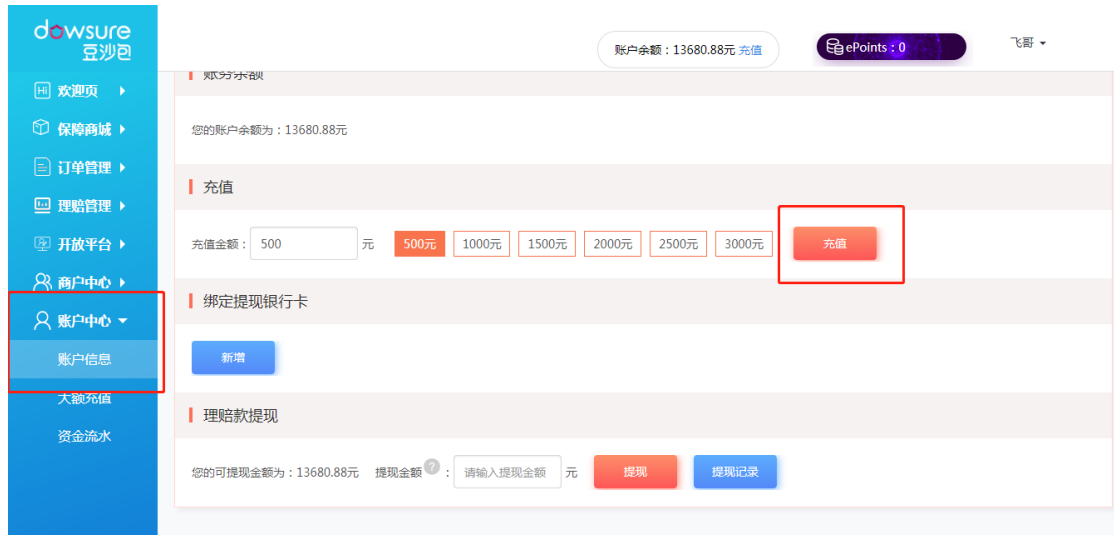 dowsure
豆沙包
账户余额：13680.88元 充值
ePoints : 0
飞哥
Hi 欢迎页
保障商城
订单管理
理赔管理
开放平台
商户中心
账户中心
账户信息
大额充值
资金流水
账务余额
您的账户余额为：13680.88元
充值
充值金额： 500 元 500元 1000元 1500元 2000元 2500元 3000元 充值
绑定提现银行卡
新增
理赔款提现
您的可提现金额为：13680.88元 提现金额 ? ： 请输入提现金额 元 提现 提现记录